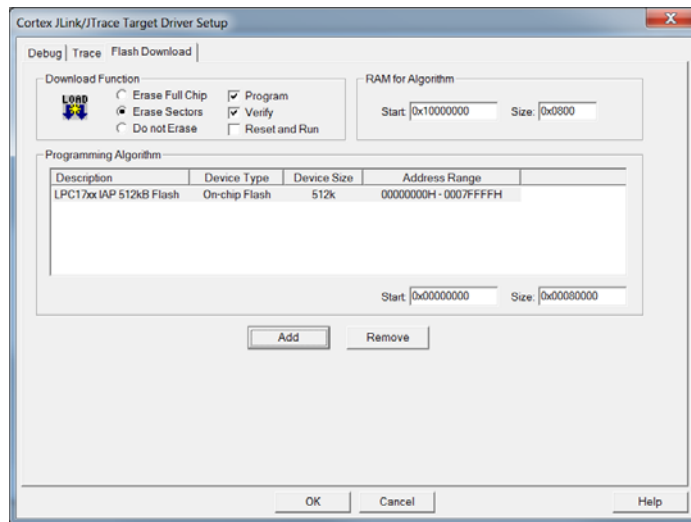 Cortex JLink/JTrace Target Driver Setup
Debug Trace Flash Download
Download Function
LOAD
Erase Full Chip Program
Erase Sectors Verify
Do not Erase Reset and Run
RAM for Algorithm
Start: 0x10000000 Size: 0x0800
Programming Algorithm
Description Device Type Device Size Address Range
LPC17xx IAP 512kB Flash On-chip Flash 512k 00000000H - 0007FFFFH
Start: 0x00000000 Size: 0x00080000
Add Remove
OK Cancel Help